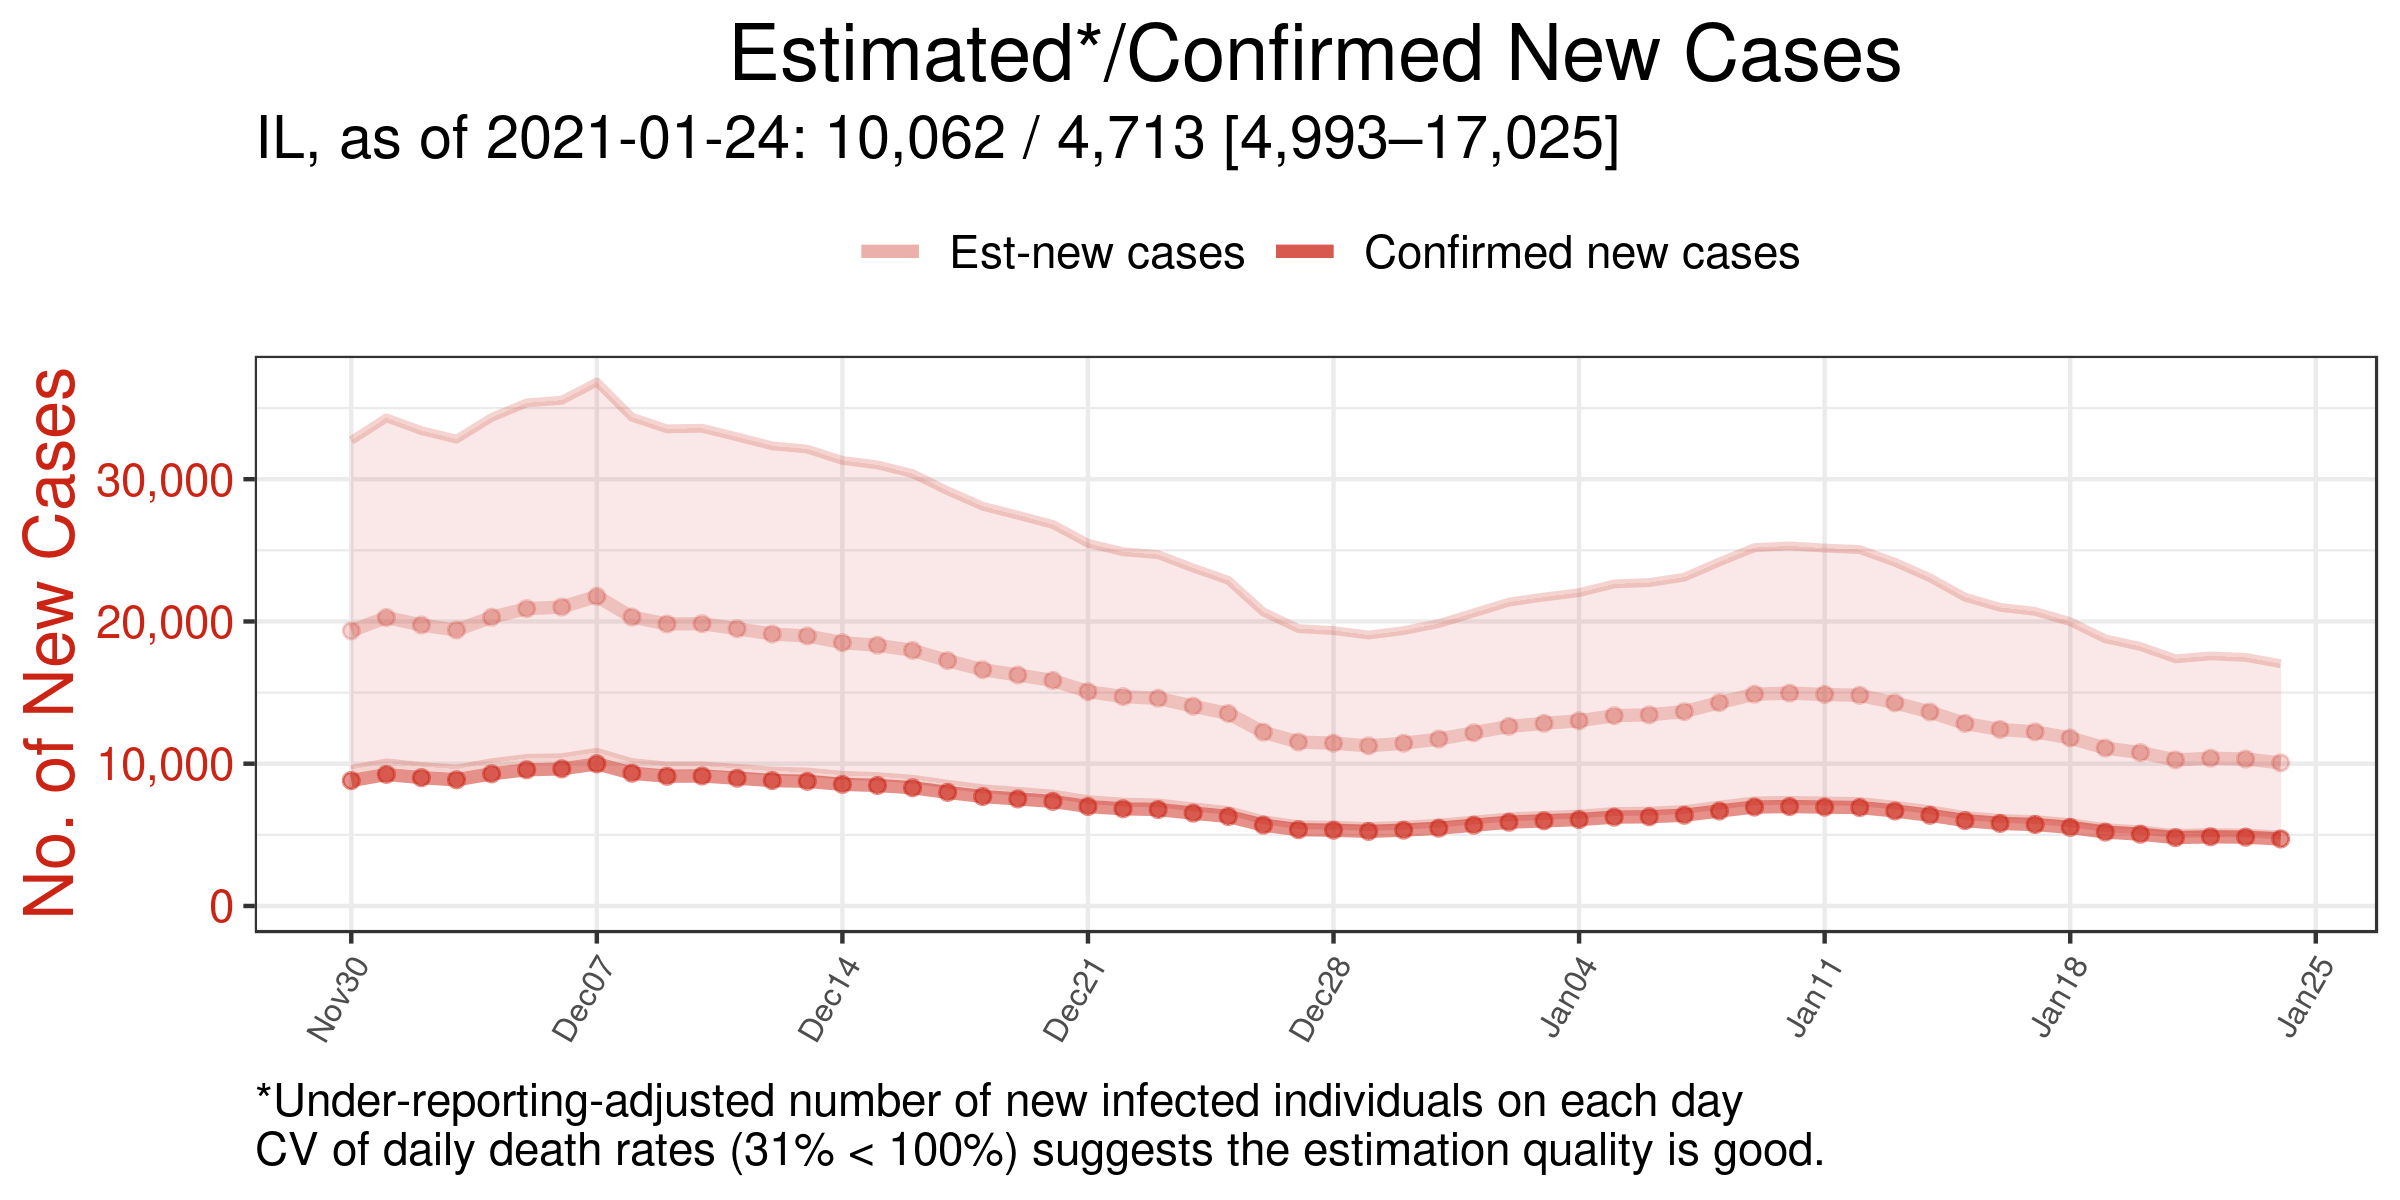 Estimated*/Confirmed New Cases
IL, as of 2021-01-24: 10,062 / 4,713 [4,993–17,025]
Est-new cases
Confirmed new cases
No. of New Cases
30,000
20,000
10,000
0
Nov30
Dec07
Dec14
Dec21
Dec28
Jan04
Jan11
Jan18
Jan25
*Under-reporting-adjusted number of new infected individuals on each day
CV of daily death rates (31% < 100%) suggests the estimation quality is good.